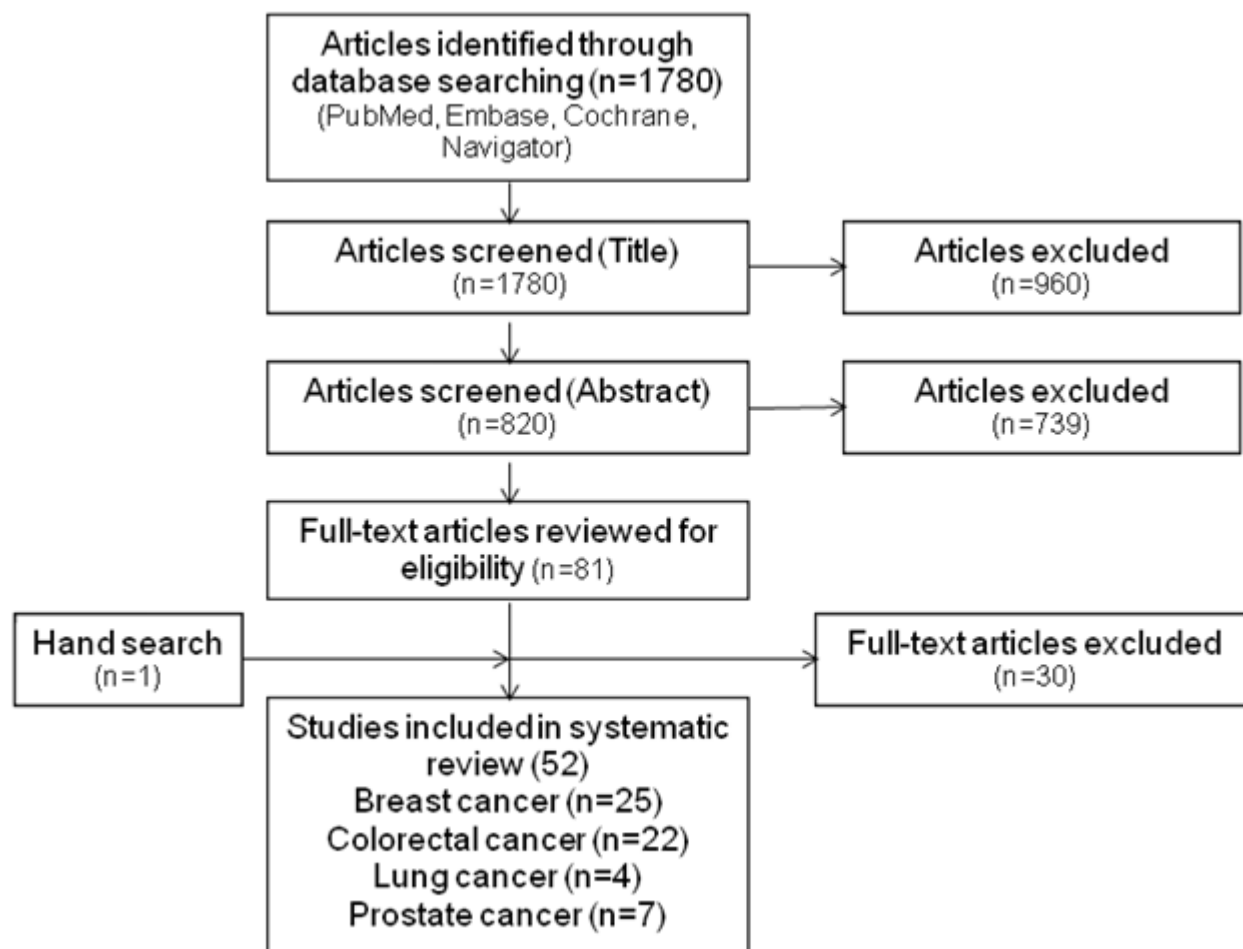 Articles identified through
database searching (n=1780)
(PubMed, Embase, Cochrane,
Navigator)
Articles screened (Title)
(n=1780)
Articles excluded
(n=960)
Articles screened (Abstract)
(n=820)
Articles excluded
(n=739)
Full-text articles reviewed for
eligibility (n=81)
Hand search
(n=1)
Full-text articles excluded
(n=30)
Studies included in systematic
review (52)
Breast cancer (n=25)
Colorectal cancer (n=22)
Lung cancer (n=4)
Prostate cancer (n=7)